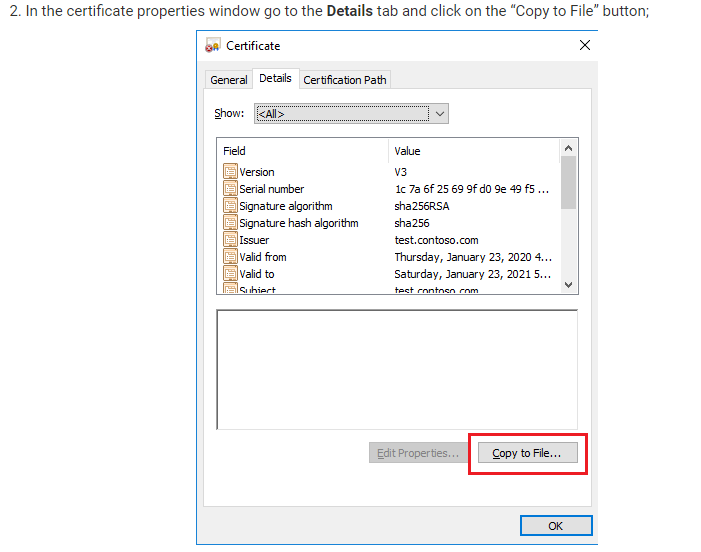 2. In the certificate properties window go to the Details tab and click on the “Copy to File” button;
Certificate
General Details Certification Path
Show: <All>
Field Value
Version V3
Serial number 1c 7a 6f 25 69 9f d0 9e 49 f5 ...
Signature algorithm sha256RSA
Signature hash algorithm sha256
Issuer test.contoso.com
Valid from Thursday, January 23, 2020 4...
Valid to Saturday, January 23, 2021 5...
Subject test.contoso.com
Edit Properties... Copy to File...
OK